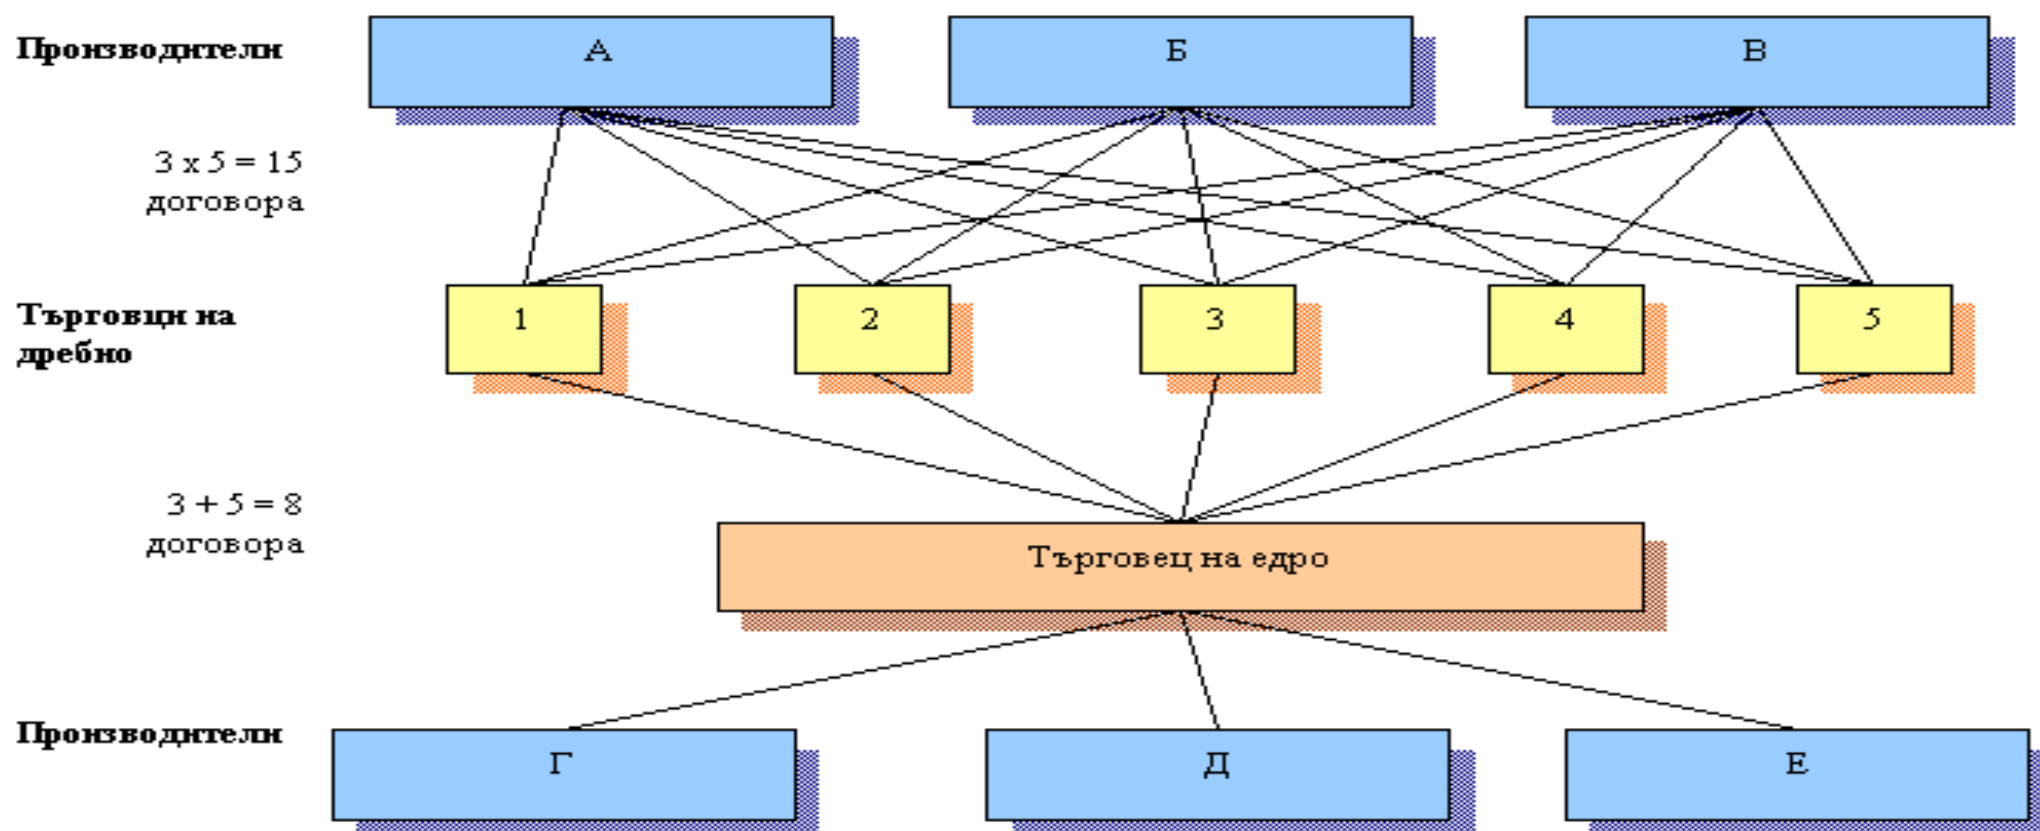 Производители
А Б В
3 x 5 = 15
договора
Търговци на
дребно
1 2 3 4 5
3 + 5 = 8
договора
Търговец на едро
Производители
Г Д Е